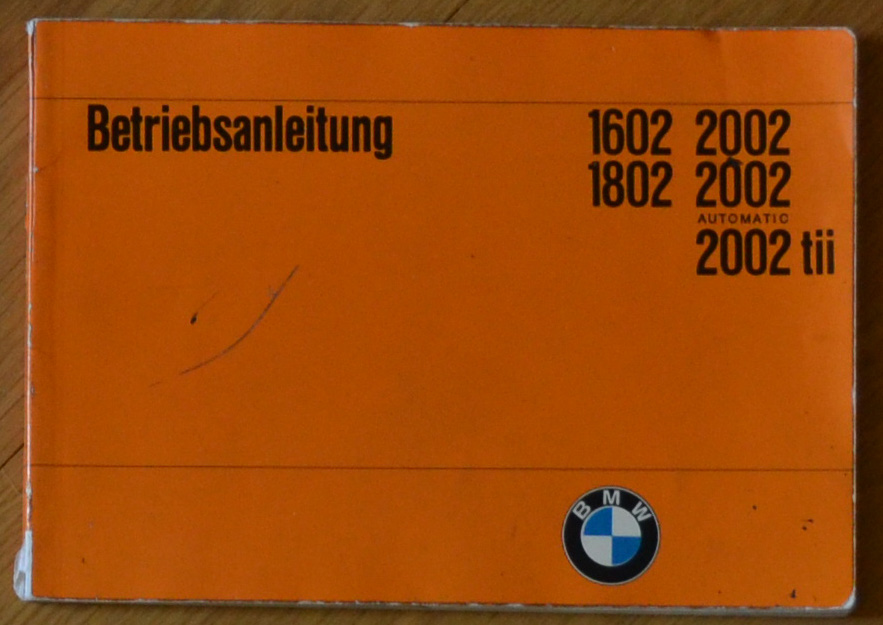 Betriebsanleitung
1602 2002
1802 2002
AUTOMATIC
2002 tii
BMW